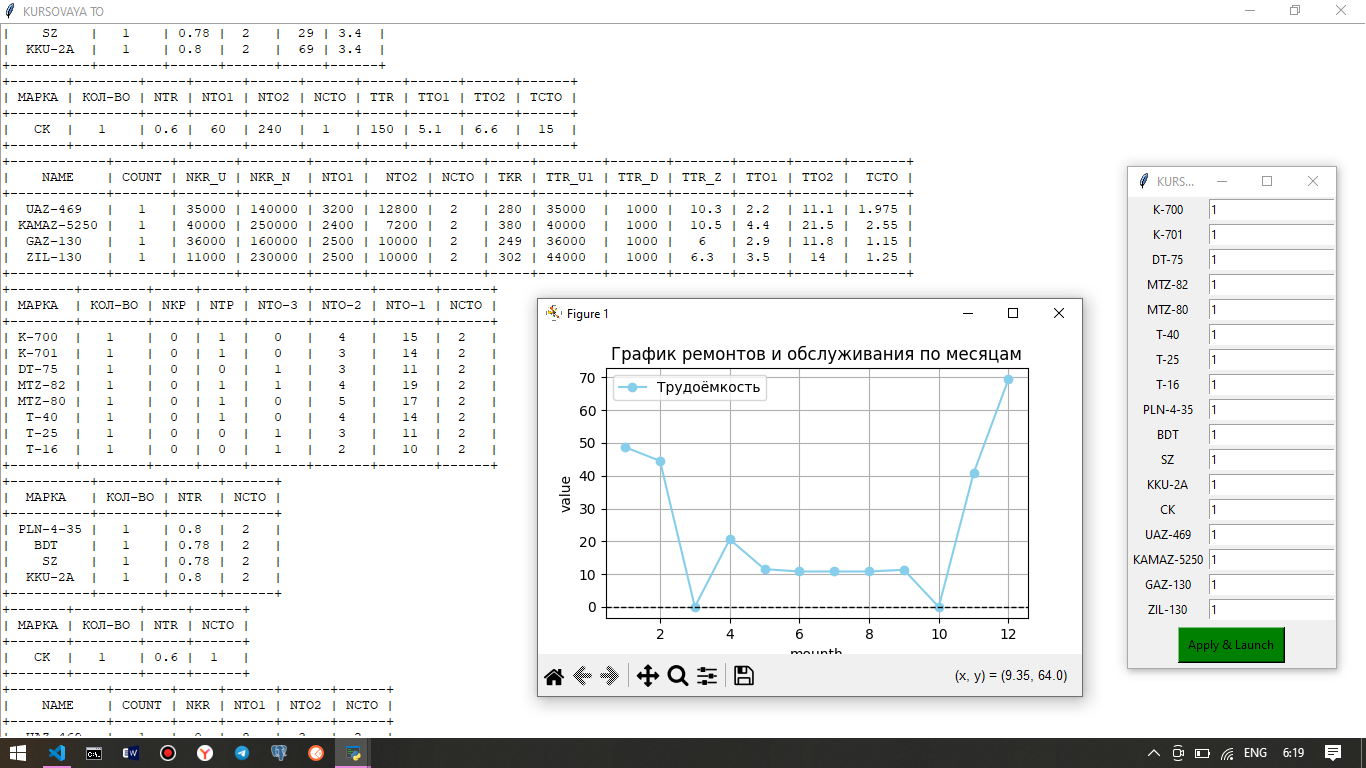 KURSOVAYA TO
| SZ | 1 | 0.78 | 2 | 29 | 3.4 |
| KKU-2A | 1 | 0.8 | 2 | 69 | 3.4 |
| МАРКА | КОЛ-ВО | NTR | NTO1 | NTO2 | NCTO | TTR | TTO1 | TTO2 | TCTO |
| СК | 1 | 0.6 | 60 | 240 | 1 | 150 | 5.1 | 6.6 | 15 |
| NAME | COUNT | NKR_U | NKR_N | NTO1 | NTO2 | NCTO | TKR | TTR_U1 | TTR_D | TTR_Z | TTO1 | TTO2 | TCTO |
| UAZ-469 | 1 | 35000 | 140000 | 3200 | 12800 | 2 | 280 | 35000 | 1000 | 10.3 | 2.2 | 11.1 | 1.975 |
| KAMAZ-5250 | 1 | 40000 | 250000 | 2400 | 7200 | 2 | 380 | 40000 | 1000 | 10.5 | 4.4 | 21.5 | 2.55 |
| GAZ-130 | 1 | 36000 | 160000 | 2500 | 10000 | 2 | 249 | 36000 | 1000 | 6 | 2.9 | 11.8 | 1.15 |
| ZIL-130 | 1 | 11000 | 230000 | 2500 | 10000 | 2 | 302 | 44000 | 1000 | 6.3 | 3.5 | 14 | 1.25 |
| МАРКА | КОЛ-ВО | NKP | NTP | NTO-3 | NTO-2 | NTO-1 | NCTO |
| K-700 | 1 | 0 | 1 | 0 | 4 | 15 | 2 |
| K-701 | 1 | 0 | 1 | 0 | 3 | 14 | 2 |
| DT-75 | 1 | 0 | 0 | 1 | 3 | 11 | 2 |
| MTZ-82 | 1 | 0 | 1 | 1 | 4 | 19 | 2 |
| MTZ-80 | 1 | 0 | 1 | 0 | 5 | 17 | 2 |
| T-40 | 1 | 0 | 1 | 0 | 4 | 14 | 2 |
| T-25 | 1 | 0 | 0 | 1 | 3 | 11 | 2 |
| T-16 | 1 | 0 | 0 | 1 | 2 | 10 | 2 |
| МАРКА | КОЛ-ВО | NTR | NCTO |
| PLN-4-35 | 1 | 0.8 | 2 |
| BDT | 1 | 0.78 | 2 |
| SZ | 1 | 0.78 | 2 |
| KKU-2A | 1 | 0.8 | 2 |
| МАРКА | КОЛ-ВО | NTR | NCTO |
| СК | 1 | 0.6 | 1 |
| NAME | COUNT | NKR | NTO1 | NTO2 | NCTO |
Figure 1
График ремонтов и обслуживания по месяцам
Трудоёмкость
value
70
60
50
40
30
20
10
0
2 4 6 8 10 12
mounth
(x, y) = (9.35, 64.0)
KURS...
K-700 1
K-701 1
DT-75 1
MTZ-82 1
MTZ-80 1
T-40 1
T-25 1
T-16 1
PLN-4-35 1
BDT 1
SZ 1
KKU-2A 1
СК 1
UAZ-469 1
KAMAZ-5250 1
GAZ-130 1
ZIL-130 1
Apply & Launch
ENG 6:19